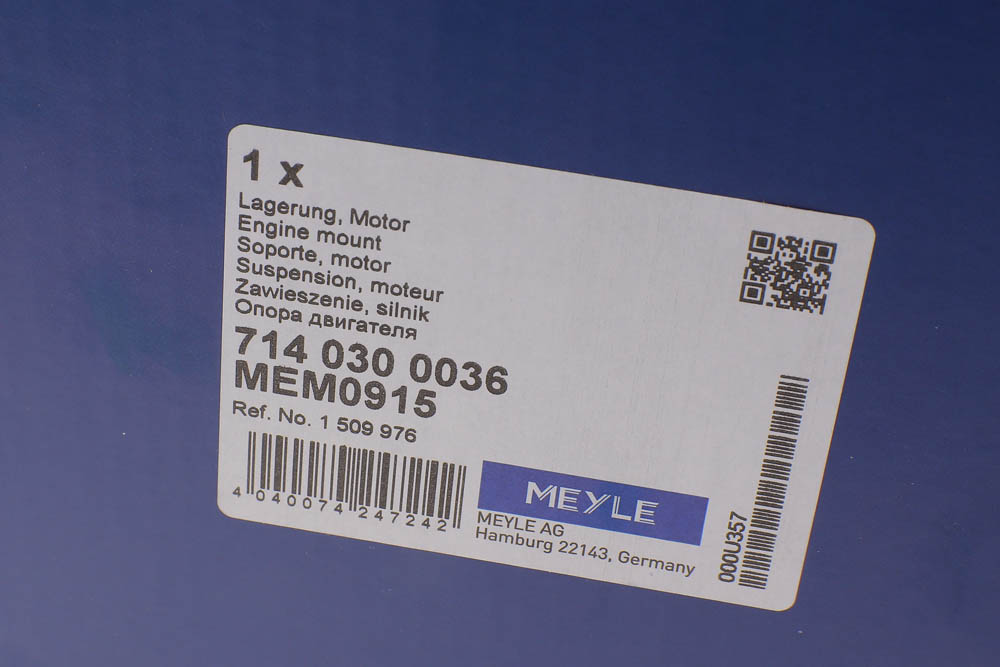 1 x
Lagerung, Motor
Engine mount
Soporte, motor
Suspension, moteur
Zawieszenie, silnik
Опора двигателя
714 030 0036
MEM0915
Ref. No. 1 509 976
4 040074 247242
MEYLE
MEYLE AG
Hamburg 22143, Germany
000U357